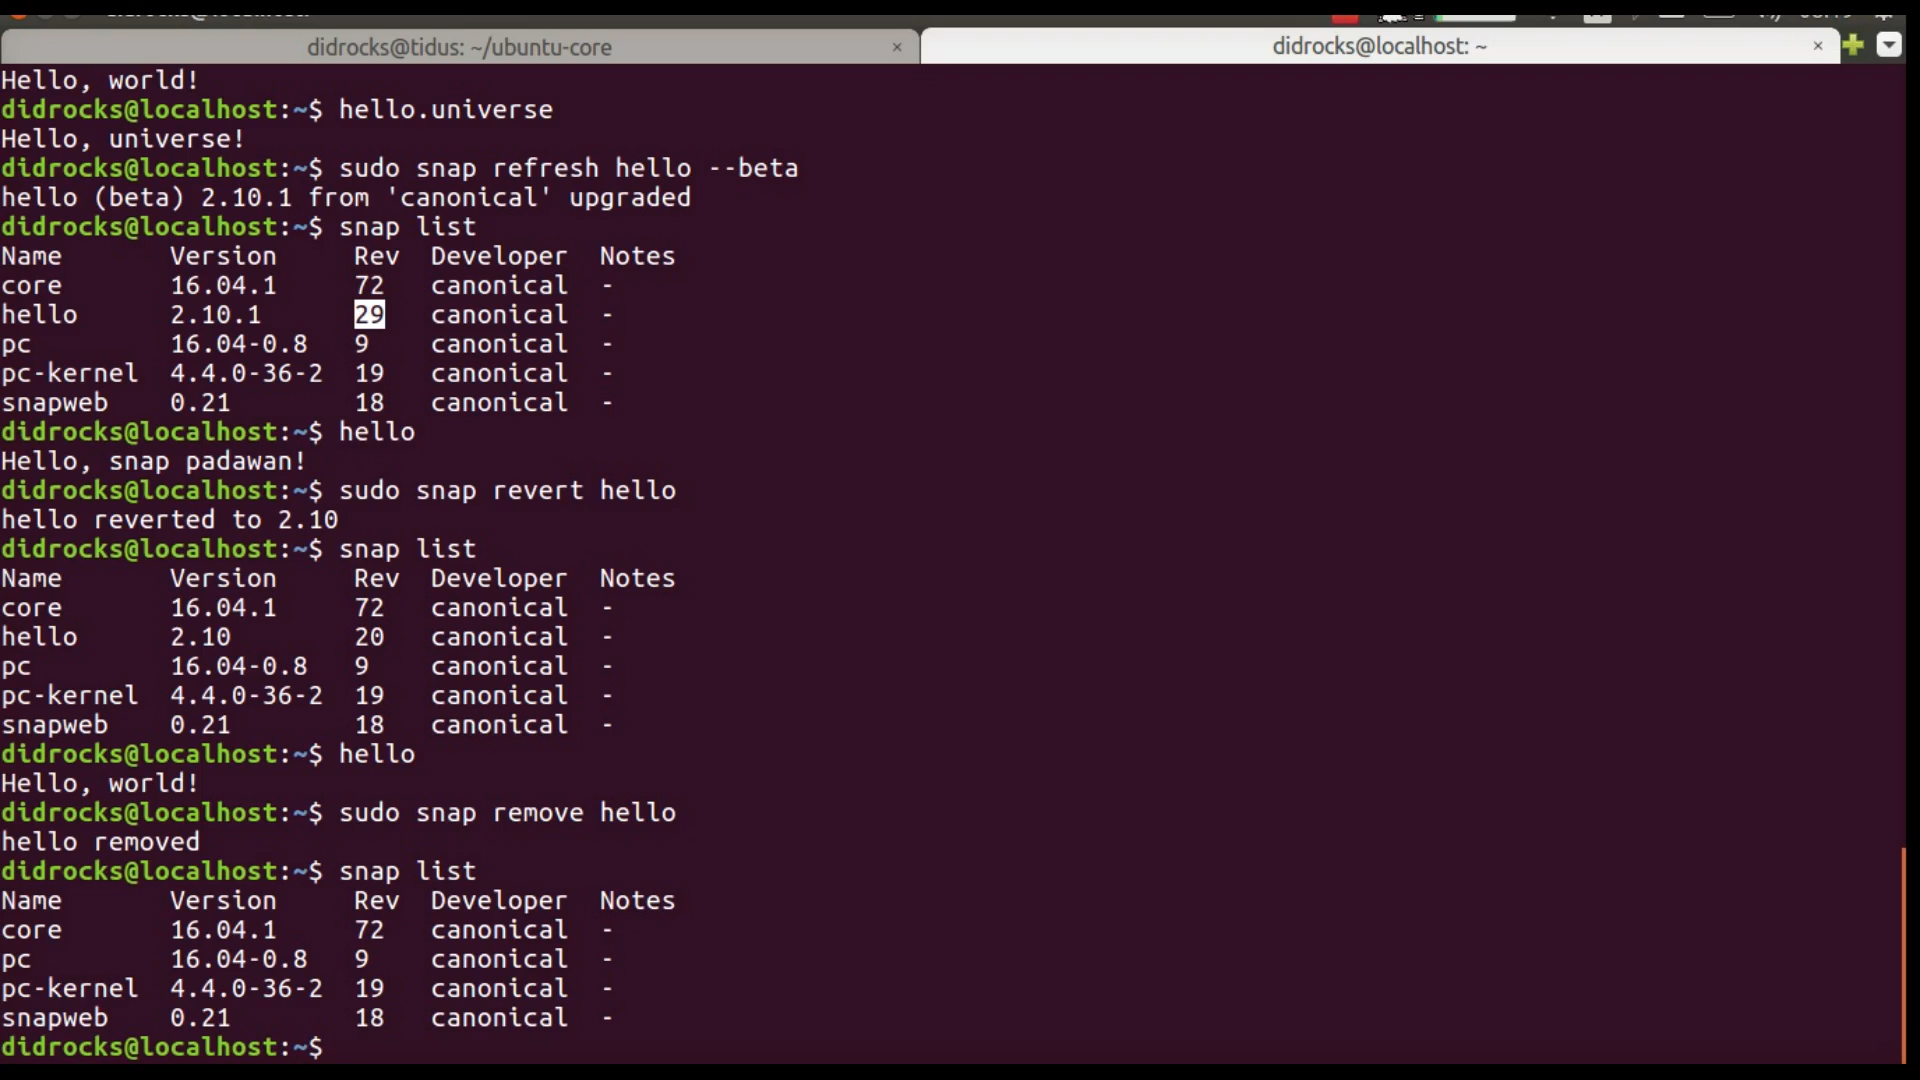 didrocks@tidus: ~/ubuntu-core
didrocks@localhost: ~
Hello, world!
didrocks@localhost:~$ hello.universe
Hello, universe!
didrocks@localhost:~$ sudo snap refresh hello --beta
hello (beta) 2.10.1 from 'canonical' upgraded
didrocks@localhost:~$ snap list
Name       Version      Rev  Developer  Notes
core       16.04.1      72   canonical  -
hello      2.10.1       29   canonical  -
pc         16.04-0.8    9    canonical  -
pc-kernel  4.4.0-36-2   19   canonical  -
snapweb    0.21         18   canonical  -
didrocks@localhost:~$ hello
Hello, snap padawan!
didrocks@localhost:~$ sudo snap revert hello
hello reverted to 2.10
didrocks@localhost:~$ snap list
Name       Version      Rev  Developer  Notes
core       16.04.1      72   canonical  -
hello      2.10         20   canonical  -
pc         16.04-0.8    9    canonical  -
pc-kernel  4.4.0-36-2   19   canonical  -
snapweb    0.21         18   canonical  -
didrocks@localhost:~$ hello
Hello, world!
didrocks@localhost:~$ sudo snap remove hello
hello removed
didrocks@localhost:~$ snap list
Name       Version      Rev  Developer  Notes
core       16.04.1      72   canonical  -
pc         16.04-0.8    9    canonical  -
pc-kernel  4.4.0-36-2   19   canonical  -
snapweb    0.21         18   canonical  -
didrocks@localhost:~$